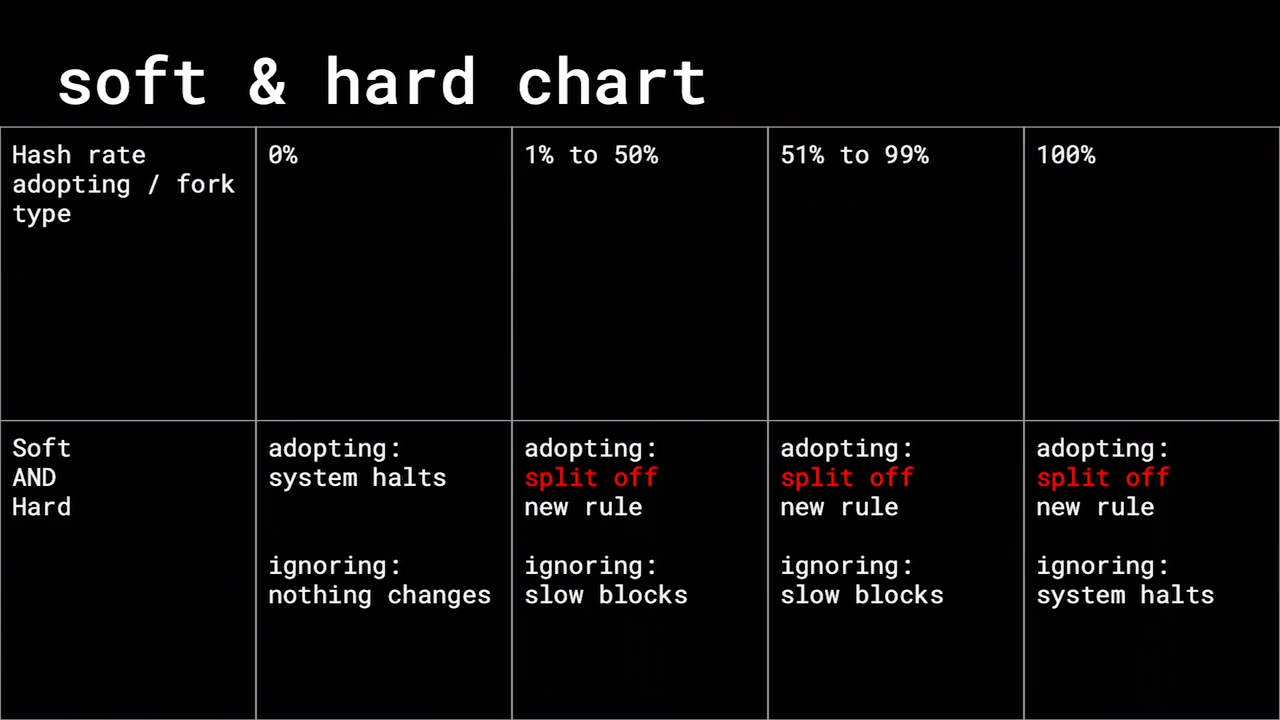 soft & hard chart
Hash rate
adopting / fork
type
0%
1% to 50%
51% to 99%
100%
Soft
AND
Hard
adopting:
system halts
ignoring:
nothing changes
adopting:
split off
new rule
ignoring:
slow blocks
adopting:
split off
new rule
ignoring:
slow blocks
adopting:
split off
new rule
ignoring:
system halts